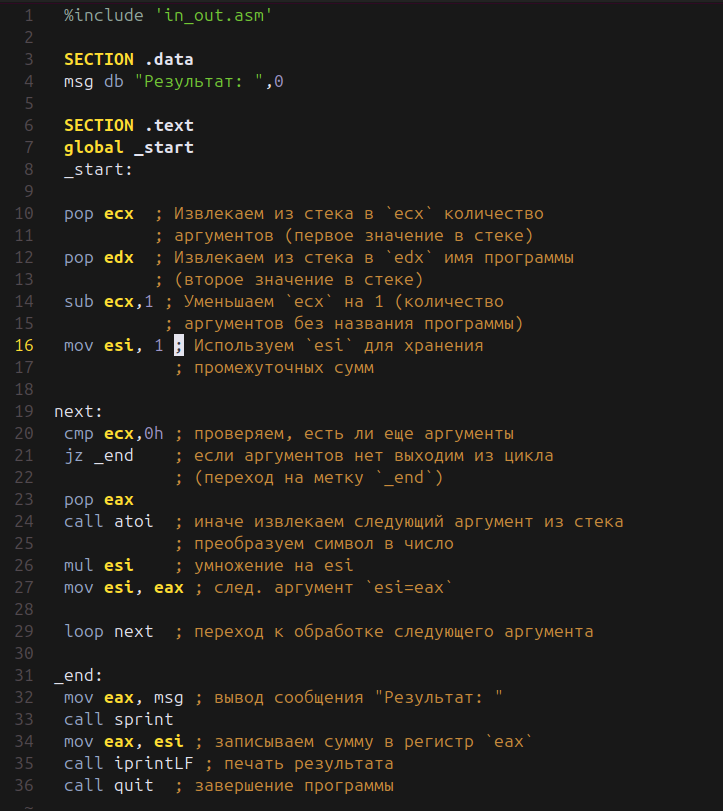 1 %include 'in_out.asm'
2
3 SECTION .data
4 msg db "Результат: ",0
5
6 SECTION .text
7 global _start
8 _start:
9
10 pop ecx ; Извлекаем из стека в `ecx` количество
11 ; аргументов (первое значение в стеке)
12 pop edx ; Извлекаем из стека в `edx` имя программы
13 ; (второе значение в стеке)
14 sub ecx,1 ; Уменьшаем `ecx` на 1 (количество
15 ; аргументов без названия программы)
16 mov esi, 1 ; Используем `esi` для хранения
17 ; промежуточных сумм
18
19 next:
20 cmp ecx,0h ; проверяем, есть ли еще аргументы
21 jz _end ; если аргументов нет выходим из цикла
22 ; (переход на метку `_end`)
23 pop eax
24 call atoi ; иначе извлекаем следующий аргумент из стека
25 ; преобразуем символ в число
26 mul esi ; умножение на esi
27 mov esi, eax ; след. аргумент `esi=eax`
28
29 loop next ; переход к обработке следующего аргумента
30
31 _end:
32 mov eax, msg ; вывод сообщения "Результат: "
33 call sprint
34 mov eax, esi ; записываем сумму в регистр `eax`
35 call iprintLF ; печать результата
36 call quit ; завершение программы
~